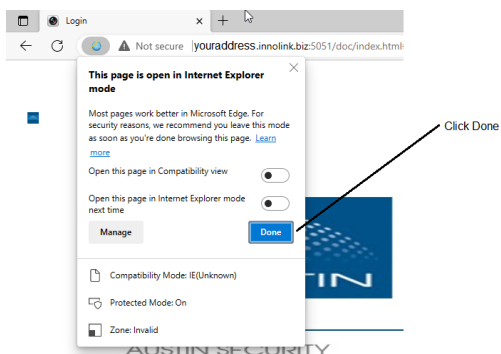 Login
Not secure youraddress.innolink.biz:5051/doc/index.html
This page is open in Internet Explorer
mode
Most pages work better in Microsoft Edge. For
security reasons, we recommend you leave this mode
as soon as you're done browsing this page. Learn
more
Click Done
Open this page in Compatibility view
Open this page in Internet Explorer mode
next time
Manage Done
Compatibility Mode: IE(Unknown)
TIN
Protected Mode: On
Zone: Invalid
AUSTIN SECURITY